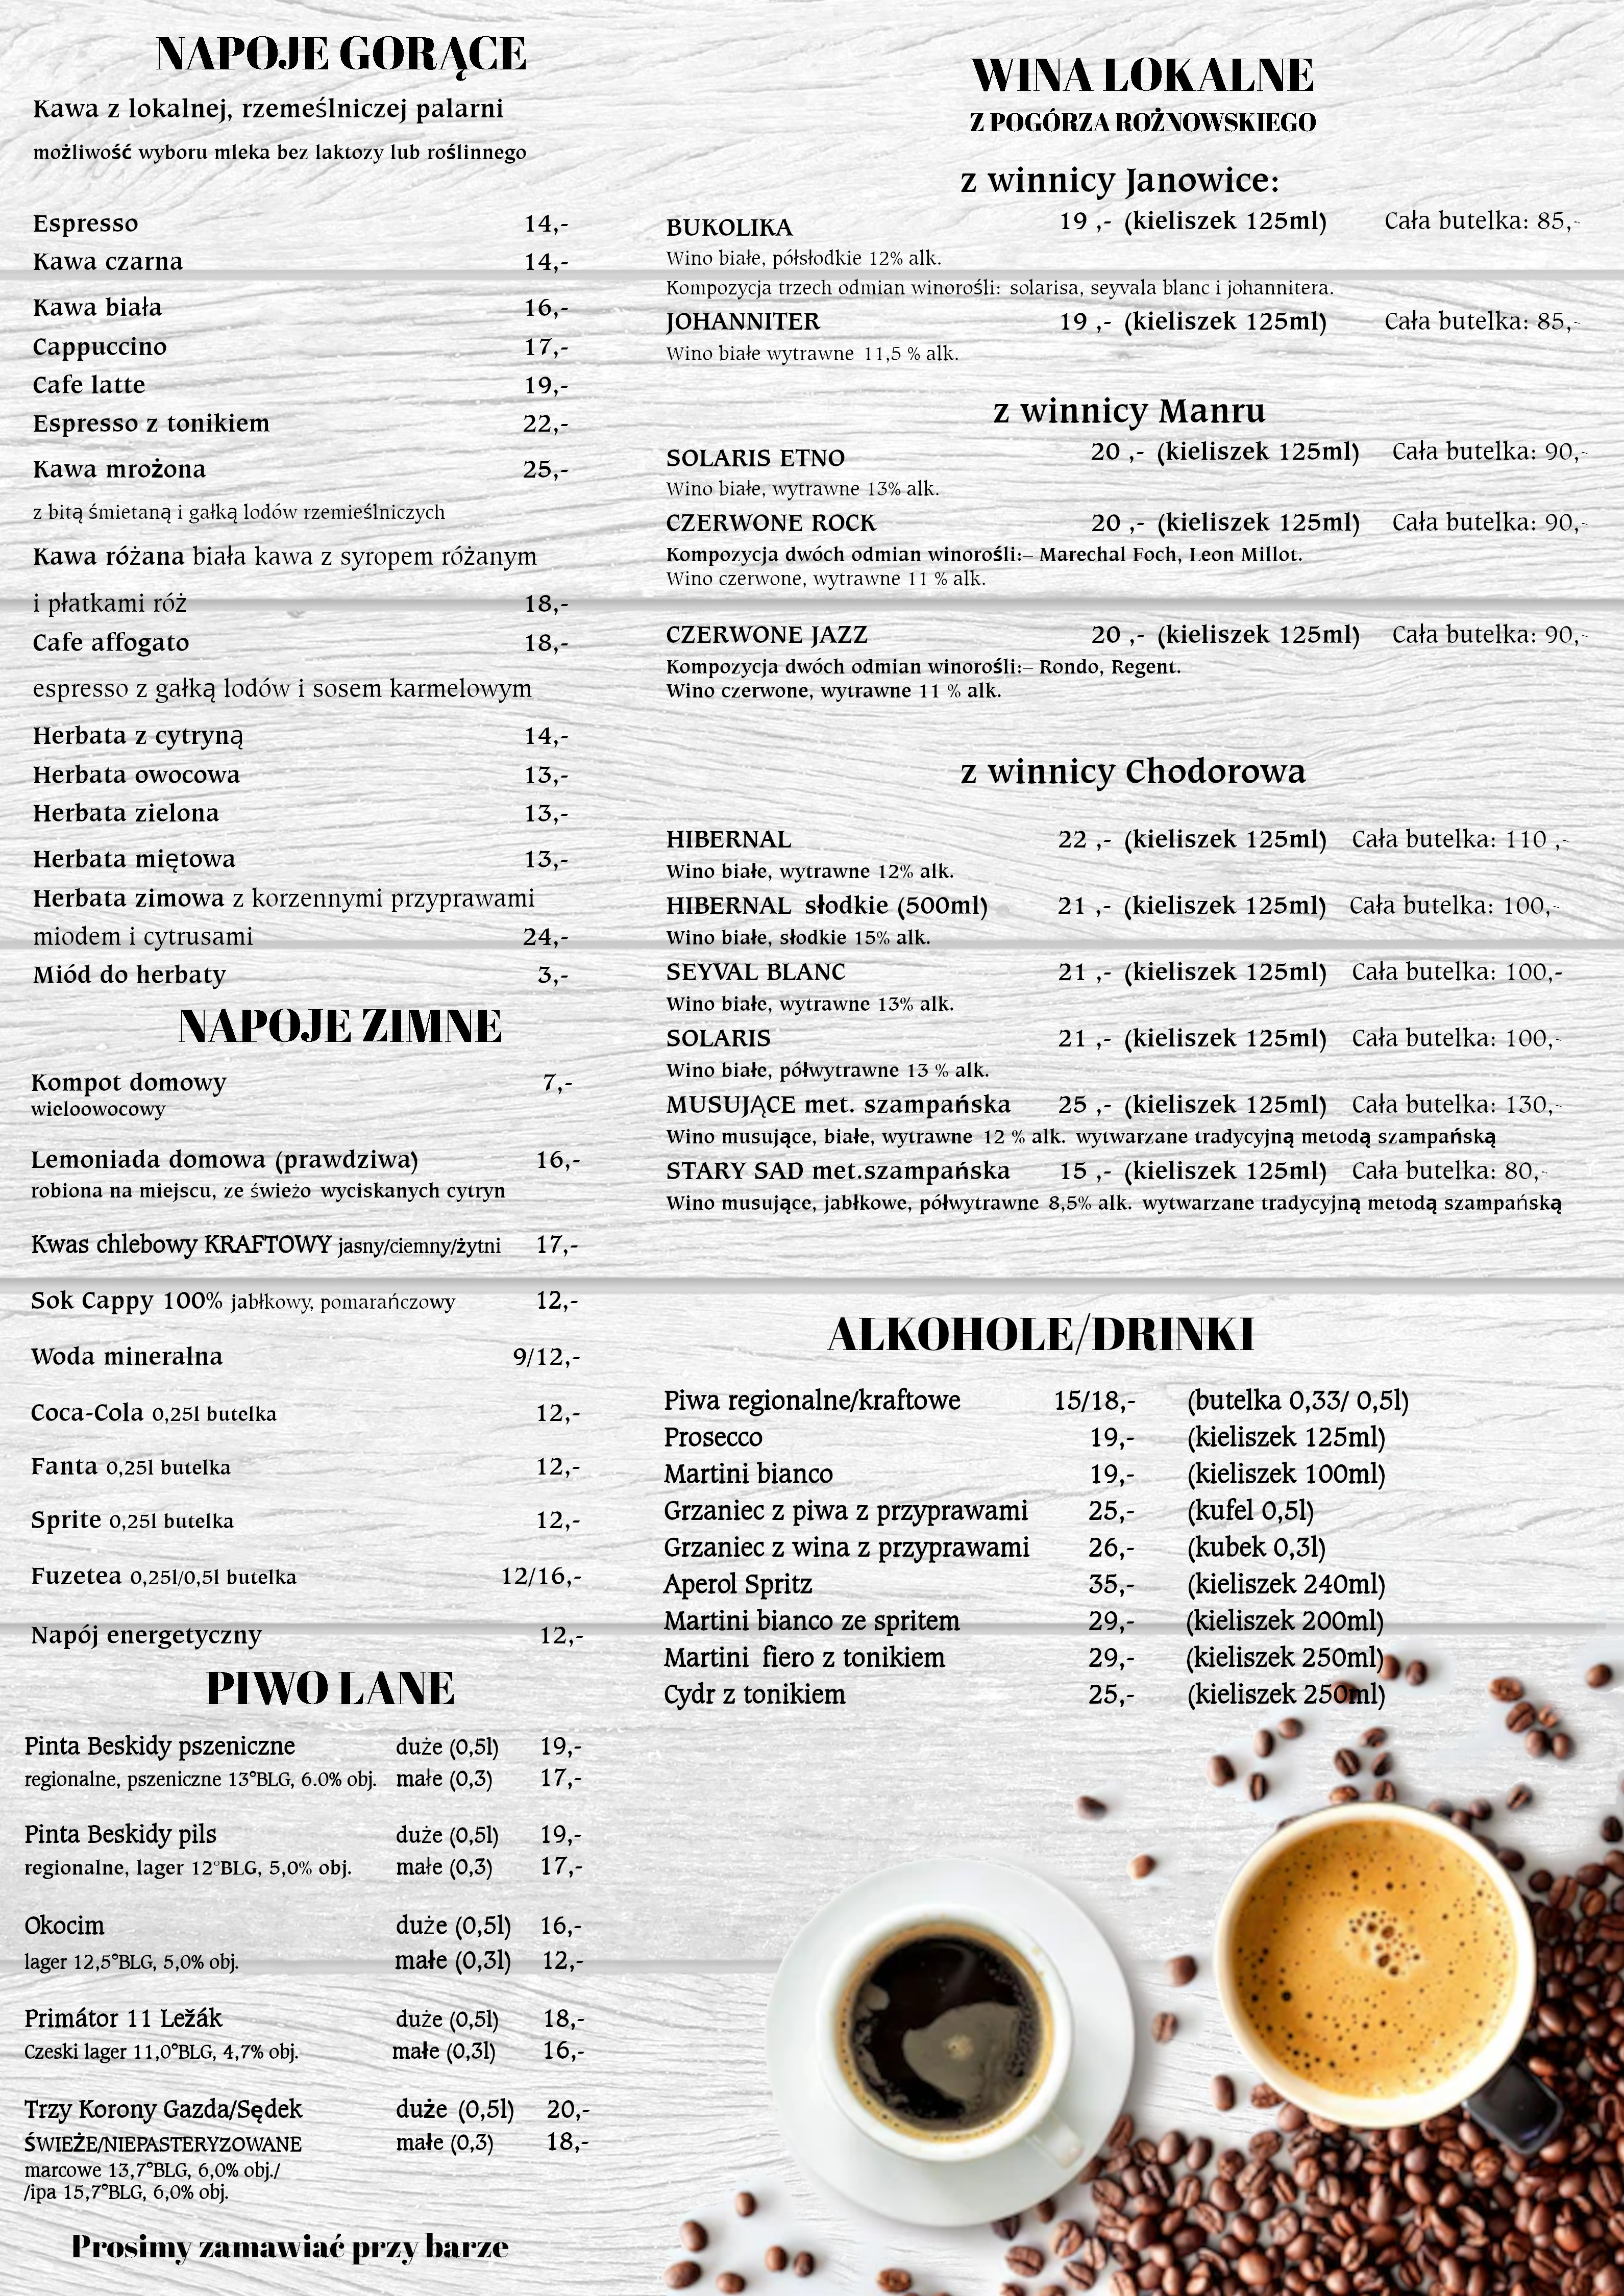 NAPOJE GORĄCE
Kawa z lokalnej, rzemeślniczej palarni
możliwość wyboru mleka bez laktozy lub roślinnego
Espresso 14,-
Kawa czarna 14,-
Kawa biała 16,-
Cappuccino 17,-
Cafe latte 19,-
Espresso z tonikiem 22,-
Kawa mrożona 25,-
z bitą śmietaną i gałką lodów rzemieślniczych
Kawa różana biała kawa z syropem różanym
i płatkami róż 18,-
Cafe affogato 18,-
espresso z gałką lodów i sosem karmelowym
Herbata z cytryną 14,-
Herbata owocowa 13,-
Herbata zielona 13,-
Herbata miętowa 13,-
Herbata zimowa z korzennymi przyprawami
miodem i cytrusami 24,-
Miód do herbaty 3,-
NAPOJE ZIMNE
Kompot domowy 7,-
wieloowocowy
Lemoniada domowa (prawdziwa) 16,-
robiona na miejscu, ze świeżo wyciskanych cytryn
Kwas chlebowy KRAFTOWY jasny/ciemny/żytni 17,-
Sok Cappy 100% jabłkowy, pomarańczowy 12,-
Woda mineralna 9/12,-
Coca-Cola 0,25l butelka 12,-
Fanta 0,25l butelka 12,-
Sprite 0,25l butelka 12,-
Fuzetea 0,25l/0,5l butelka 12/16,-
Napój energetyczny 12,-
PIWO LANE
Pinta Beskidy pszeniczne duże (0,5l) 19,-
regionalne, pszeniczne 13°BLG, 6.0% obj. małe (0,3) 17,-
Pinta Beskidy pils duże (0,5l) 19,-
regionalne, lager 12°BLG, 5,0% obj. małe (0,3) 17,-
Okocim duże (0,5l) 16,-
lager 12,5°BLG, 5,0% obj. małe (0,3l) 12,-
Primátor 11 Ležák duże (0,5l) 18,-
Czeski lager 11,0°BLG, 4,7% obj. małe (0,3l) 16,-
Trzy Korony Gazda/Sędek duże (0,5l) 20,-
ŚWIEŻE/NIEPASTERYZOWANE małe (0,3) 18,-
marcowe 13,7°BLG, 6,0% obj./
/ipa 15,7°BLG, 6,0% obj.
Prosimy zamawiać przy barze
WINA LOKALNE
Z POGÓRZA ROŻNOWSKIEGO
z winnicy Janowice:
BUKOLIKA 19 ,- (kieliszek 125ml) Cała butelka: 85,-
Wino białe, półsłodkie 12% alk.
Kompozycja trzech odmian winorośli: solarisa, seyvala blanc i johannitera.
JOHANNITER 19 ,- (kieliszek 125ml) Cała butelka: 85,-
Wino białe wytrawne 11,5 % alk.
z winnicy Manru
SOLARIS ETNO 20 ,- (kieliszek 125ml) Cała butelka: 90,-
Wino białe, wytrawne 13% alk.
CZERWONE ROCK 20 ,- (kieliszek 125ml) Cała butelka: 90,-
Kompozycja dwóch odmian winorośli:– Marechal Foch, Leon Millot.
Wino czerwone, wytrawne 11 % alk.
CZERWONE JAZZ 20 ,- (kieliszek 125ml) Cała butelka: 90,-
Kompozycja dwóch odmian winorośli:– Rondo, Regent.
Wino czerwone, wytrawne 11 % alk.
z winnicy Chodorowa
HIBERNAL 22 ,- (kieliszek 125ml) Cała butelka: 110 ,-
Wino białe, wytrawne 12% alk.
HIBERNAL słodkie (500ml) 21 ,- (kieliszek 125ml) Cała butelka: 100,-
Wino białe, słodkie 15% alk.
SEYVAL BLANC 21 ,- (kieliszek 125ml) Cała butelka: 100,-
Wino białe, wytrawne 13% alk.
SOLARIS 21 ,- (kieliszek 125ml) Cała butelka: 100,-
Wino białe, półwytrawne 13 % alk.
MUSUJĄCE met. szampańska 25 ,- (kieliszek 125ml) Cała butelka: 130,-
Wino musujące, białe, wytrawne 12 % alk. wytwarzane tradycyjną metodą szampańską
STARY SAD met.szampańska 15 ,- (kieliszek 125ml) Cała butelka: 80,-
Wino musujące, jabłkowe, półwytrawne 8,5% alk. wytwarzane tradycyjną metodą szampańską
ALKOHOLE/DRINKI
Piwa regionalne/kraftowe 15/18,- (butelka 0,33/ 0,5l)
Prosecco 19,- (kieliszek 125ml)
Martini bianco 19,- (kieliszek 100ml)
Grzaniec z piwa z przyprawami 25,- (kufel 0,5l)
Grzaniec z wina z przyprawami 26,- (kubek 0,3l)
Aperol Spritz 35,- (kieliszek 240ml)
Martini bianco ze spritem 29,- (kieliszek 200ml)
Martini fiero z tonikiem 29,- (kieliszek 250ml)
Cydr z tonikiem 25,- (kieliszek 250ml)